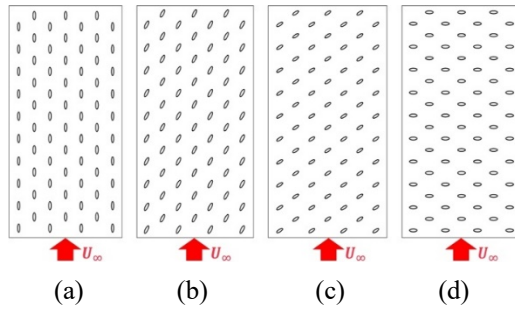 U∞ U∞ U∞ U∞
(a) (b) (c) (d)